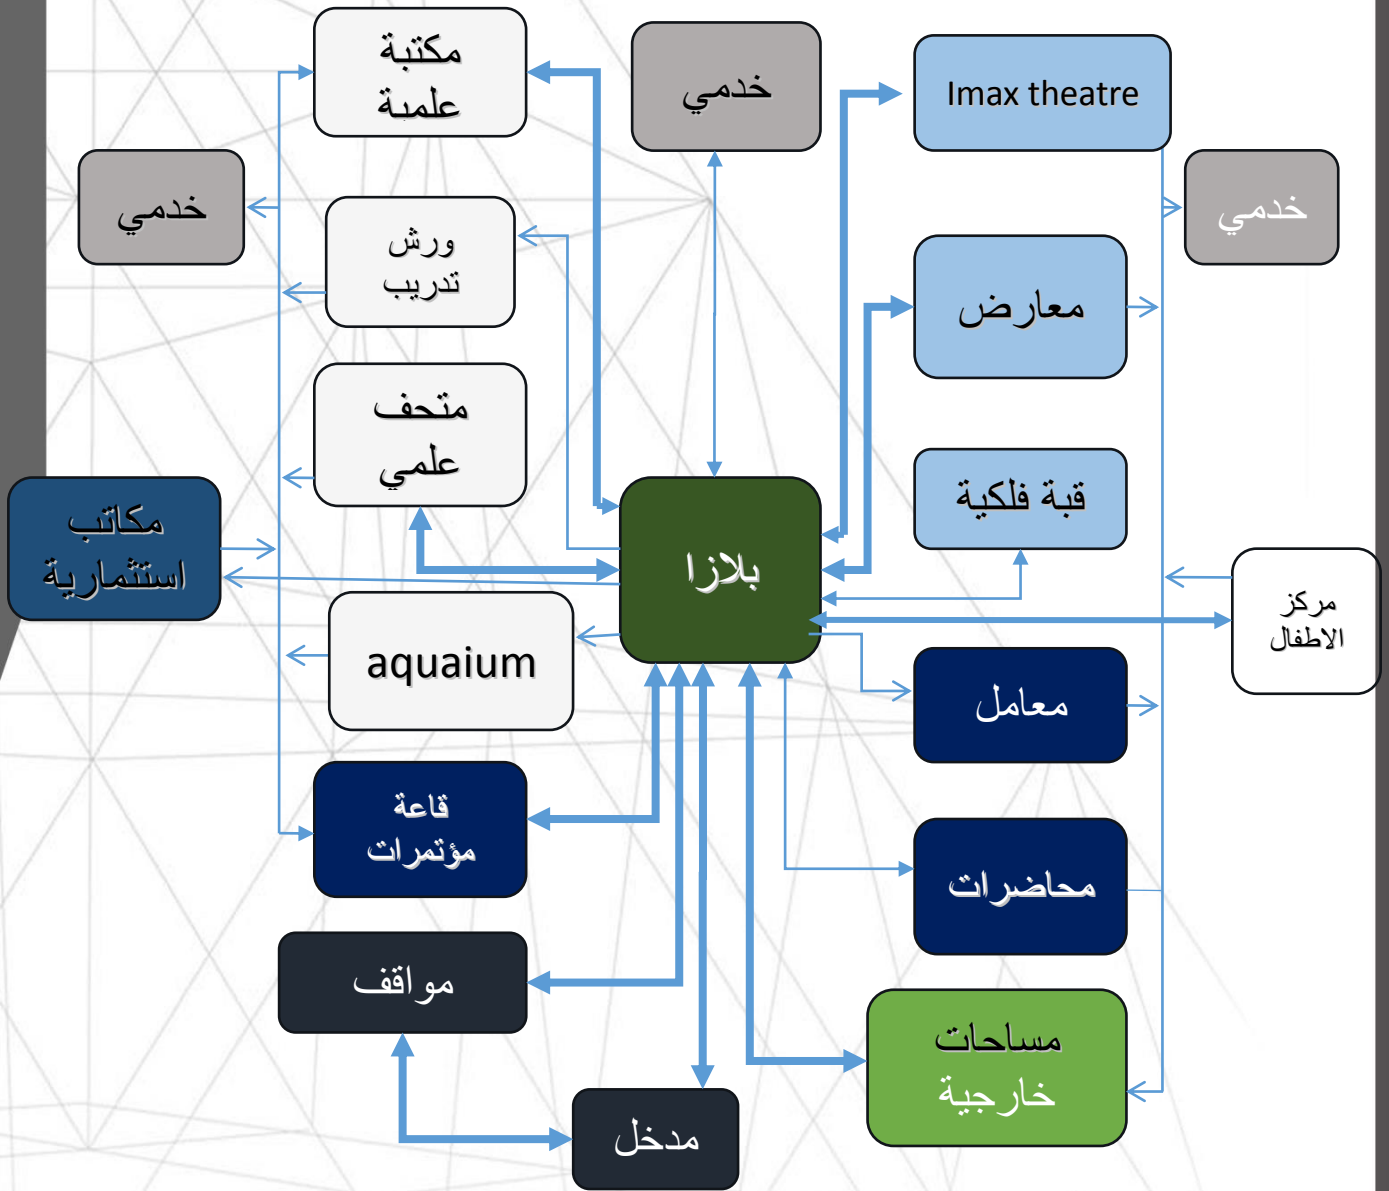 مكتبة
علمية
خدمي
Imax theatre
خدمي
خدمي
ورش
تدريب
معارض
متحف
علمي
قبة فلكية
مكاتب
استثمارية
بلازا
مركز
الاطفال
aquaium
معامل
قاعة
مؤتمرات
محاضرات
مواقف
مساحات
خارجية
مدخل